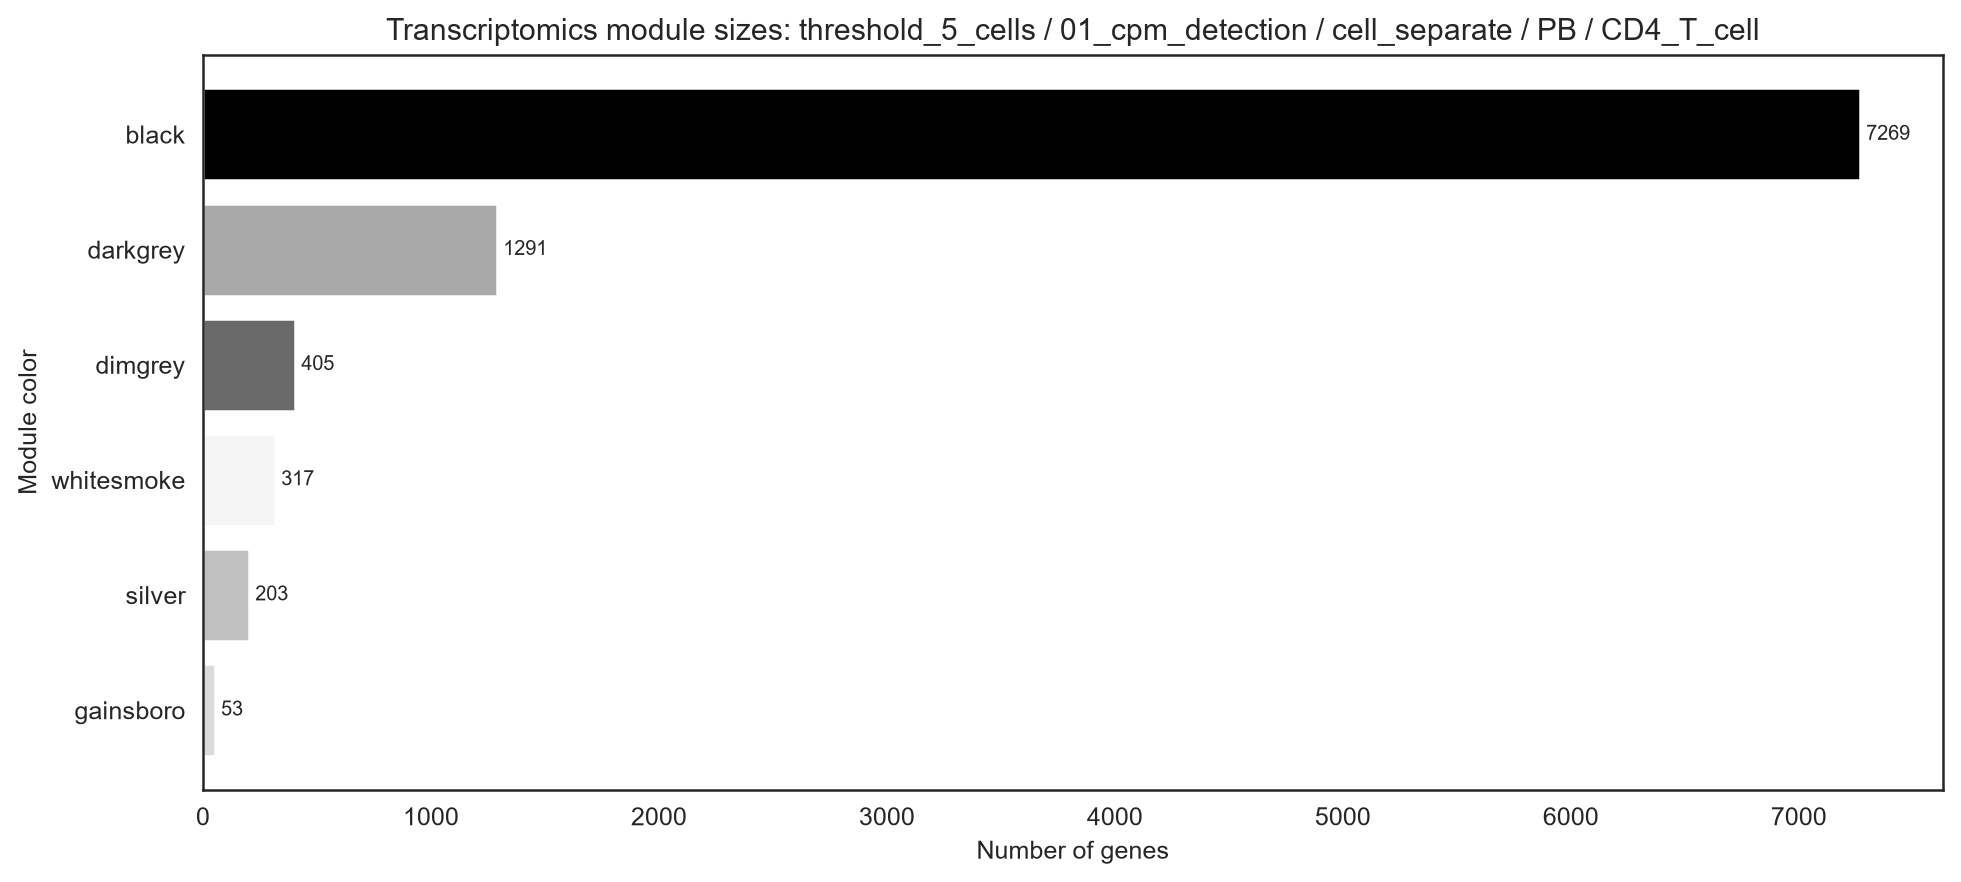 Transcriptomics module sizes: threshold_5_cells / 01_cpm_detection / cell_separate / PB / CD4_T_cell
Module color
black
7269
darkgrey
1291
dimgrey
405
whitesmoke
317
silver
203
gainsboro
53
0 1000 2000 3000 4000 5000 6000 7000
Number of genes